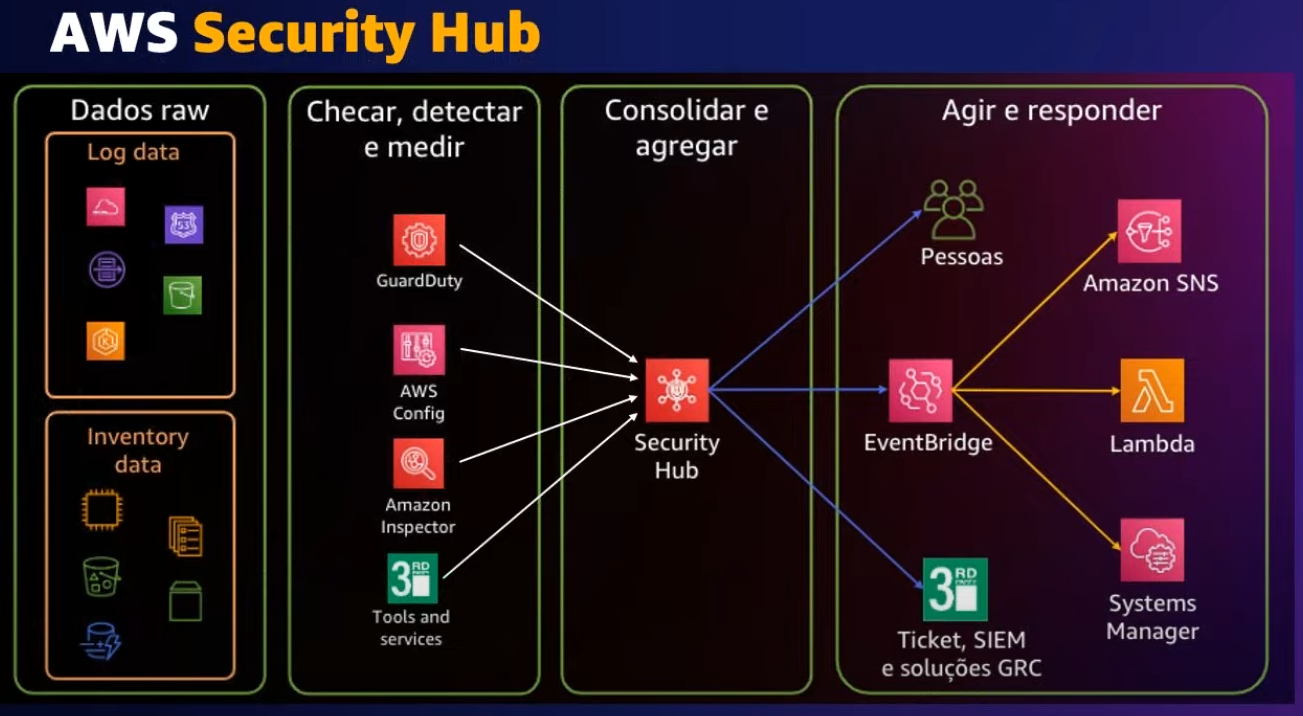 AWS Security Hub
Dados raw
Log data
53
Inventory
data
Checar, detectar
e medir
GuardDuty
AWS
Config
Amazon
Inspector
3RD
PARTY
Tools and
services
Consolidar e
agregar
Security
Hub
Agir e responder
Pessoas
Amazon SNS
EventBridge
Lambda
3RD
PARTY
Ticket, SIEM
e soluções GRC
Systems
Manager